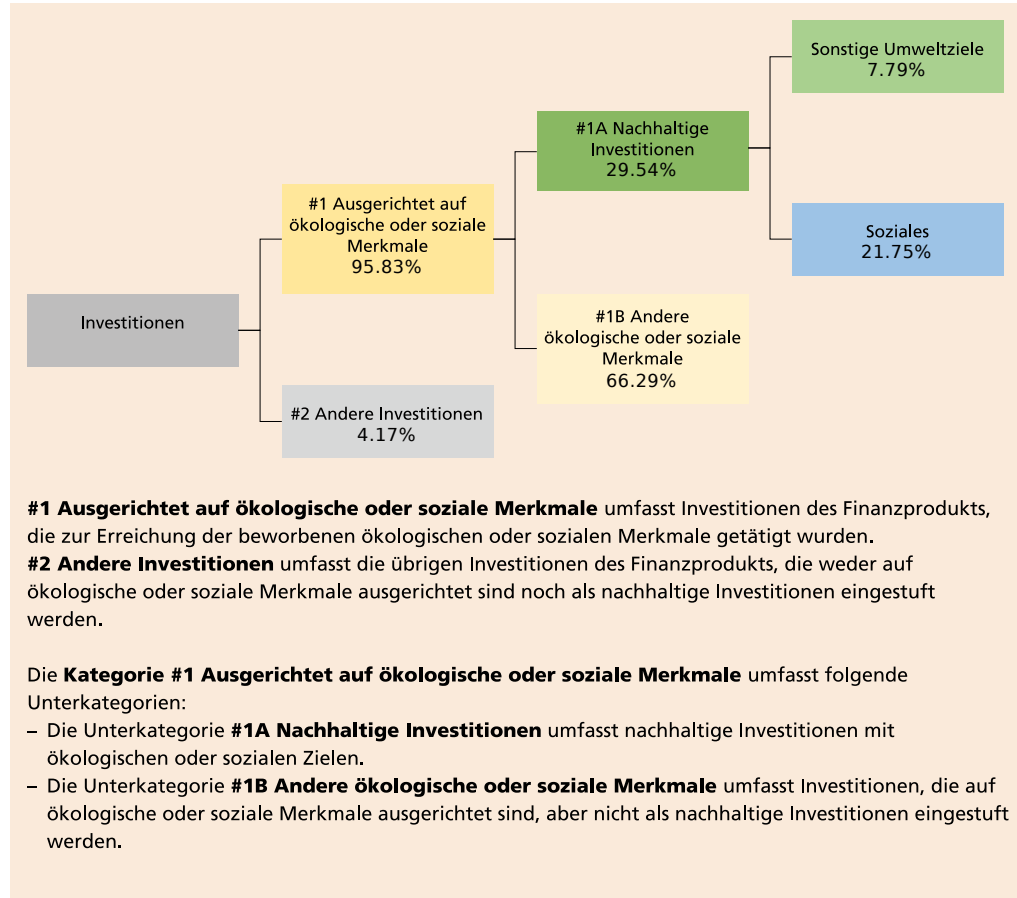 Sonstige Umweltziele
7.79%
#1A Nachhaltige
Investitionen
29.54%
#1 Ausgerichtet auf
ökologische oder soziale
Merkmale
95.83%
Soziales
21.75%
Investitionen
#1B Andere
ökologische oder soziale
Merkmale
66.29%
#2 Andere Investitionen
4.17%
#1 Ausgerichtet auf ökologische oder soziale Merkmale umfasst Investitionen des Finanzprodukts,
die zur Erreichung der beworbenen ökologischen oder sozialen Merkmale getätigt wurden.
#2 Andere Investitionen umfasst die übrigen Investitionen des Finanzprodukts, die weder auf
ökologische oder soziale Merkmale ausgerichtet sind noch als nachhaltige Investitionen eingestuft
werden.
Die Kategorie #1 Ausgerichtet auf ökologische oder soziale Merkmale umfasst folgende
Unterkategorien:
– Die Unterkategorie #1A Nachhaltige Investitionen umfasst nachhaltige Investitionen mit
ökologischen oder sozialen Zielen.
– Die Unterkategorie #1B Andere ökologische oder soziale Merkmale umfasst Investitionen, die auf
ökologische oder soziale Merkmale ausgerichtet sind, aber nicht als nachhaltige Investitionen eingestuft
werden.